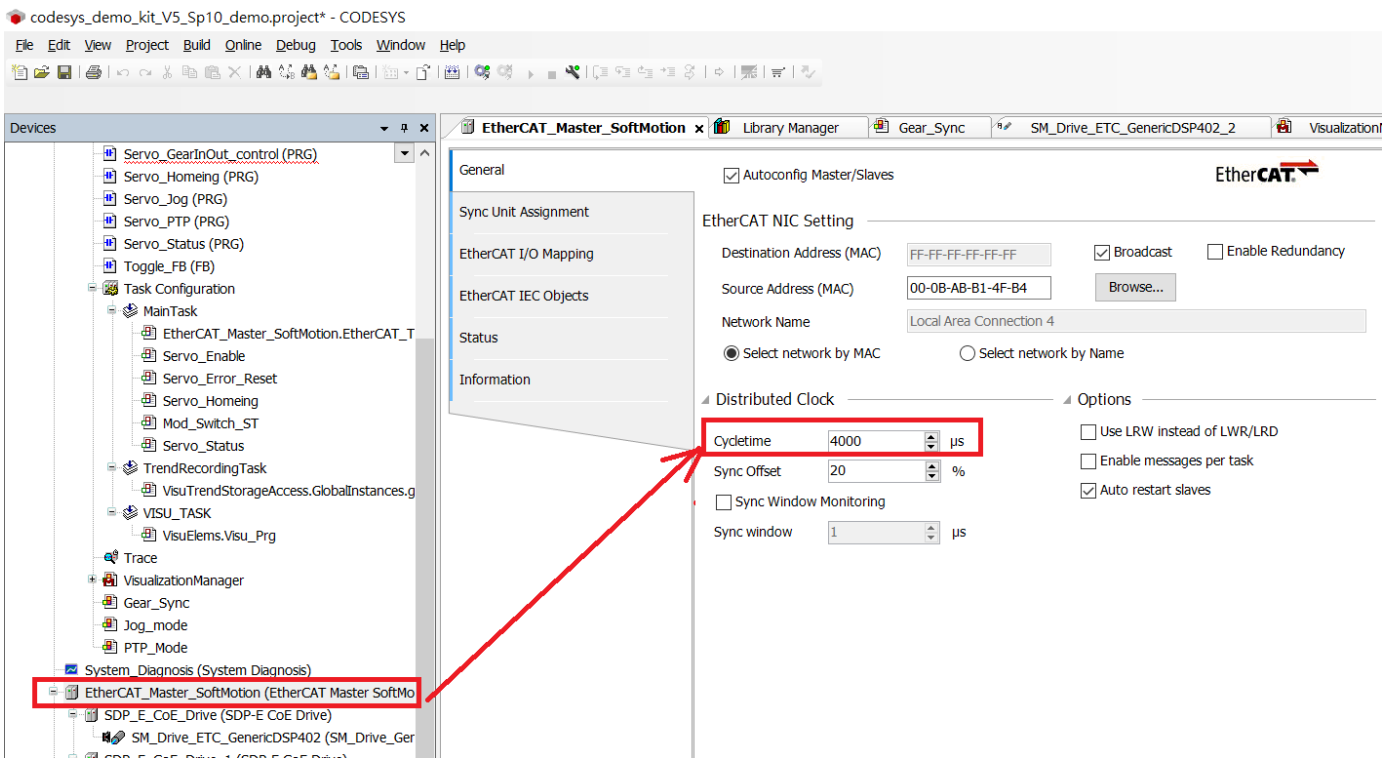 codesys_demo_kit_V5_Sp10_demo.project* - CODESYS
File Edit View Project Build Online Debug Tools Window Help
Devices
Servo_GearInOut_control (PRG)
Servo_Homeing (PRG)
Servo_Jog (PRG)
Servo_PTP (PRG)
Servo_Status (PRG)
Toggle_FB (FB)
Task Configuration
MainTask
EtherCAT_Master_SoftMotion.EtherCAT_T
Servo_Enable
Servo_Error_Reset
Servo_Homeing
Mod_Switch_ST
Servo_Status
TrendRecordingTask
VisuTrendStorageAccess.GlobalInstances.g
VISU_TASK
VisuElems.Visu_Prg
Trace
VisualizationManager
Gear_Sync
Jog_mode
PTP_Mode
System_Diagnosis (System Diagnosis)
EtherCAT_Master_SoftMotion (EtherCAT Master SoftMo
SDP_E_CoE_Drive (SDP-E CoE Drive)
SM_Drive_ETC_GenericDSP402 (SM_Drive_Ger
SDP_E_CoE_Drive_1 (SDP-E CoE Drive)
EtherCAT_Master_SoftMotion Library Manager Gear_Sync SM_Drive_ETC_GenericDSP402_2 Visualization
General
Sync Unit Assignment
EtherCAT I/O Mapping
EtherCAT IEC Objects
Status
Information
Autoconfig Master/Slaves EtherCAT
EtherCAT NIC Setting
Destination Address (MAC) FF-FF-FF-FF-FF-FF Broadcast Enable Redundancy
Source Address (MAC) 00-0B-AB-B1-4F-B4 Browse...
Network Name Local Area Connection 4
Select network by MAC Select network by Name
Distributed Clock Options
Cycletime 4000 µs Use LRW instead of LWR/LRD
Sync Offset 20 % Enable messages per task
Sync Window Monitoring Auto restart slaves
Sync window 1 µs